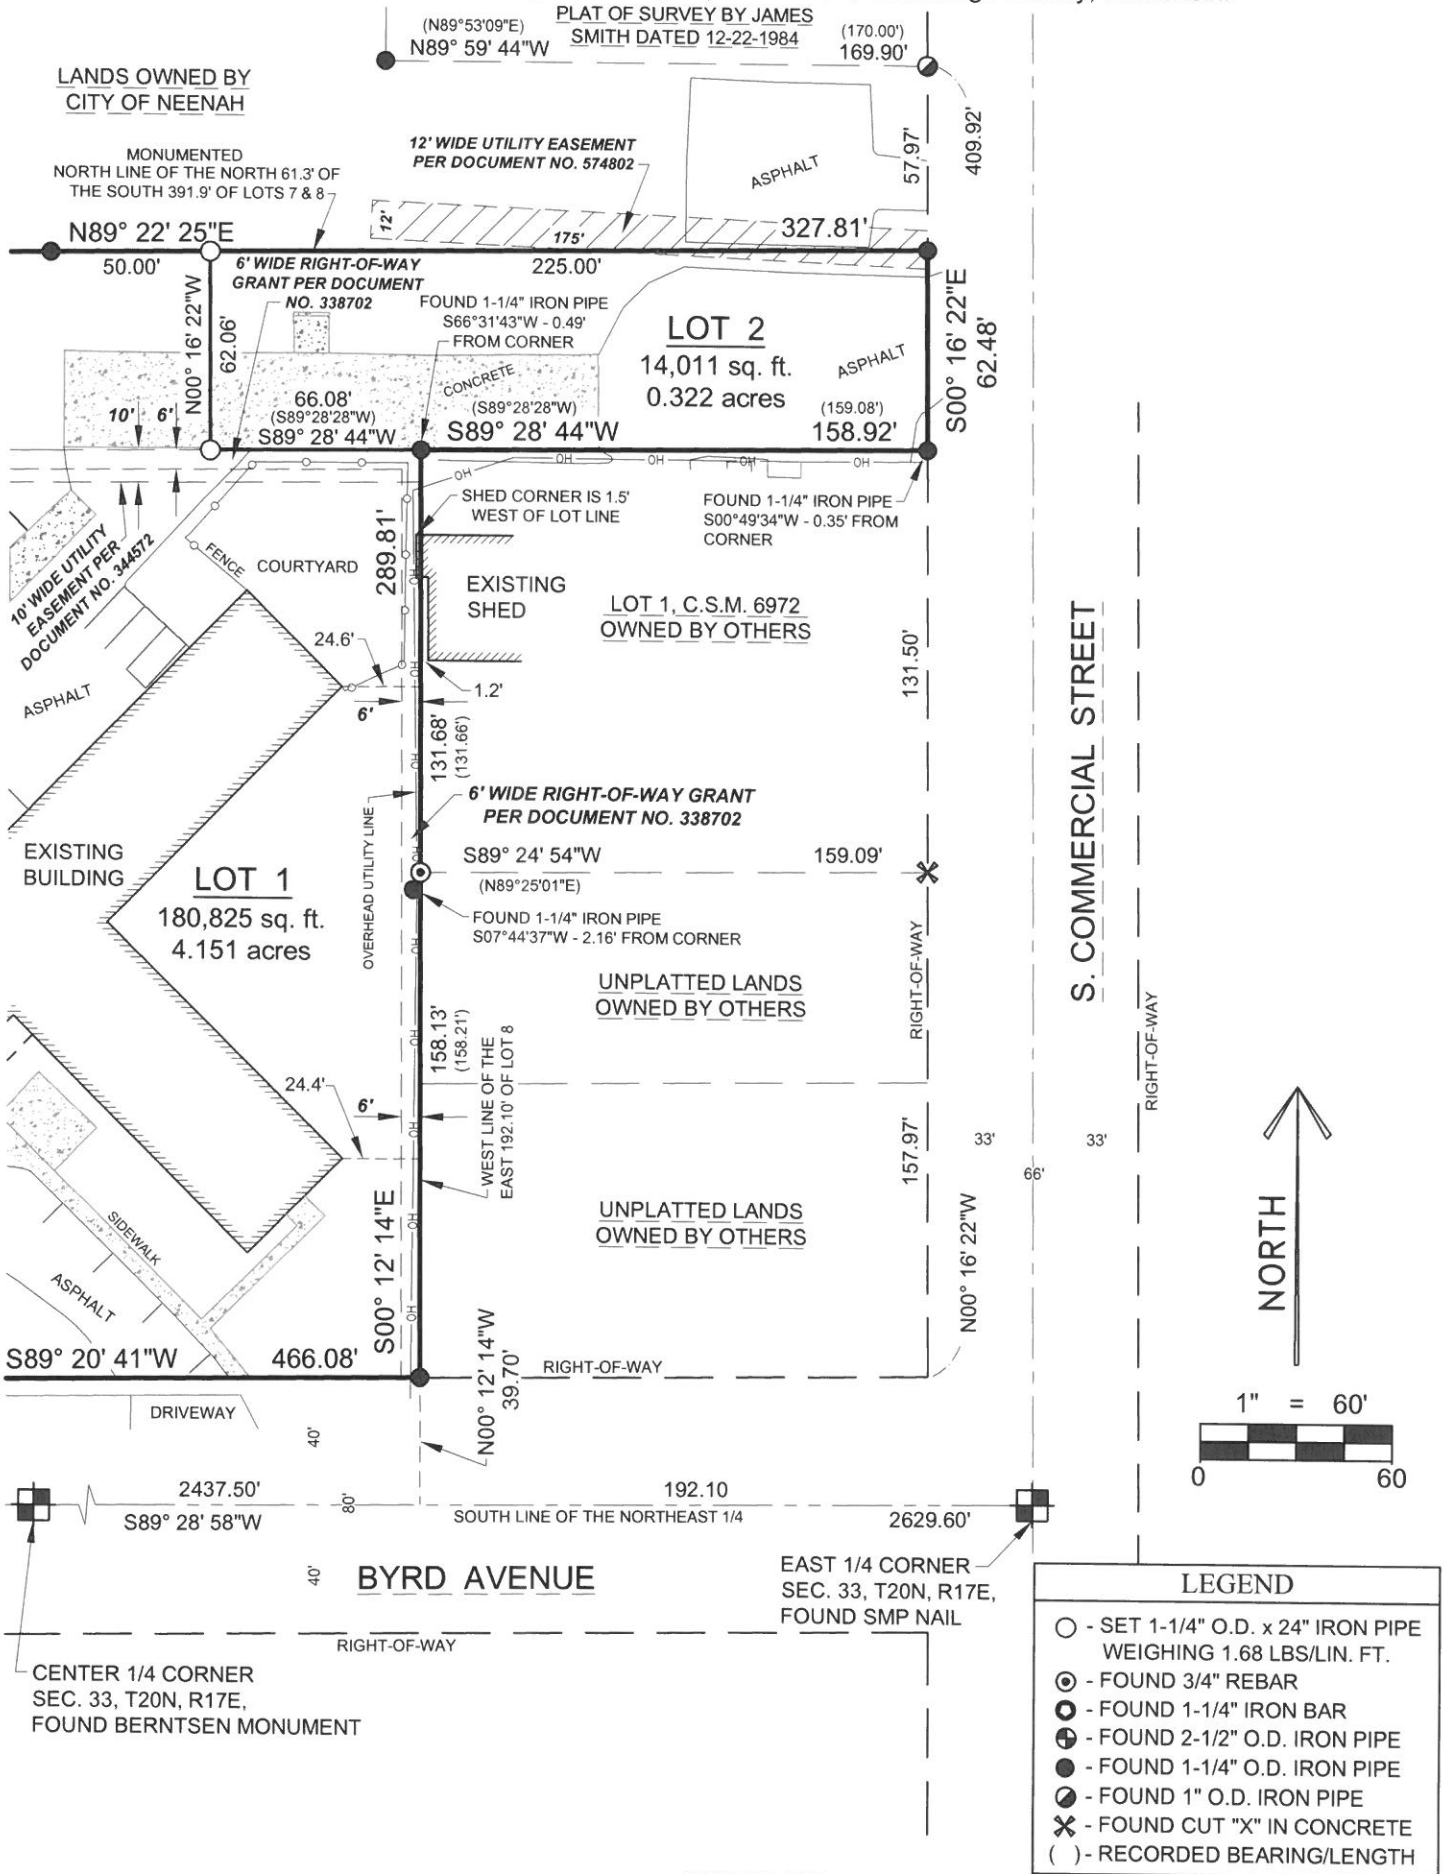 PLAT OF SURVEY BY JAMES
SMITH DATED 12-22-1984
(N89°53'09"E)
N89° 59' 44"W
(170.00')
169.90'
LANDS OWNED BY
CITY OF NEENAH
MONUMENTED
NORTH LINE OF THE NORTH 61.3' OF
THE SOUTH 391.9' OF LOTS 7 & 8
12' WIDE UTILITY EASEMENT
PER DOCUMENT NO. 574802
ASPHALT
57.97'
409.92'
N89° 22' 25"E
50.00'
12'
175'
327.81'
225.00'
6' WIDE RIGHT-OF-WAY
GRANT PER DOCUMENT
NO. 338702
N00° 16' 22"W
62.06'
FOUND 1-1/4" IRON PIPE
S66°31'43"W - 0.49'
FROM CORNER
LOT 2
14,011 sq. ft.
0.322 acres
ASPHALT
S00° 16' 22"E
62.48'
CONCRETE
10'
6'
66.08'
(S89°28'28"W)
S89° 28' 44"W
(S89°28'28"W)
S89° 28' 44"W
(159.08')
158.92'
OH
OH
OH
OH
OH
SHED CORNER IS 1.5'
WEST OF LOT LINE
FOUND 1-1/4" IRON PIPE
S00°49'34"W - 0.35' FROM
CORNER
10' WIDE UTILITY
EASEMENT PER
DOCUMENT NO. 344572
FENCE
COURTYARD
289.81'
OH
EXISTING
SHED
LOT 1, C.S.M. 6972
OWNED BY OTHERS
131.50'
24.6'
OH
1.2'
6'
ASPHALT
131.68'
(131.66')
OH
6' WIDE RIGHT-OF-WAY GRANT
PER DOCUMENT NO. 338702
S. COMMERCIAL STREET
OVERHEAD UTILITY LINE
OH
S89° 24' 54"W
159.09'
(N89°25'01"E)
EXISTING
BUILDING
LOT 1
180,825 sq. ft.
4.151 acres
FOUND 1-1/4" IRON PIPE
S07°44'37"W - 2.16' FROM CORNER
OH
RIGHT-OF-WAY
UNPLATTED LANDS
OWNED BY OTHERS
RIGHT-OF-WAY
158.13'
(158.21')
OH
WEST LINE OF THE
EAST 192.10' OF LOT 8
24.4'
6'
OH
157.97'
33'
33'
66'
UNPLATTED LANDS
OWNED BY OTHERS
SIDEWALK
OH
N00° 16' 22"W
NORTH
ASPHALT
S00° 12' 14"E
OH
S89° 20' 41"W
466.08'
N00° 12' 14"W
39.70'
RIGHT-OF-WAY
DRIVEWAY
1" = 60'
0
60
40'
2437.50'
S89° 28' 58"W
80'
192.10
SOUTH LINE OF THE NORTHEAST 1/4
2629.60'
40'
BYRD AVENUE
EAST 1/4 CORNER
SEC. 33, T20N, R17E,
FOUND SMP NAIL
RIGHT-OF-WAY
CENTER 1/4 CORNER
SEC. 33, T20N, R17E,
FOUND BERNTSEN MONUMENT
LEGEND
- SET 1-1/4" O.D. x 24" IRON PIPE
WEIGHING 1.68 LBS/LIN. FT.
- FOUND 3/4" REBAR
- FOUND 1-1/4" IRON BAR
- FOUND 2-1/2" O.D. IRON PIPE
- FOUND 1-1/4" O.D. IRON PIPE
- FOUND 1" O.D. IRON PIPE
- FOUND CUT "X" IN CONCRETE
( ) - RECORDED BEARING/LENGTH